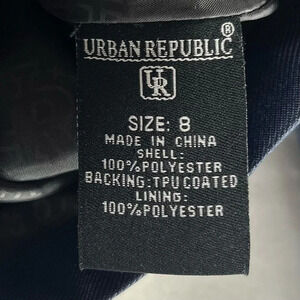 URBAN REPUBLIC®
UR
SIZE: 8
MADE IN CHINA
SHELL:
100%POLYESTER
BACKING:TPU COATED
LINING:
100%POLYESTER